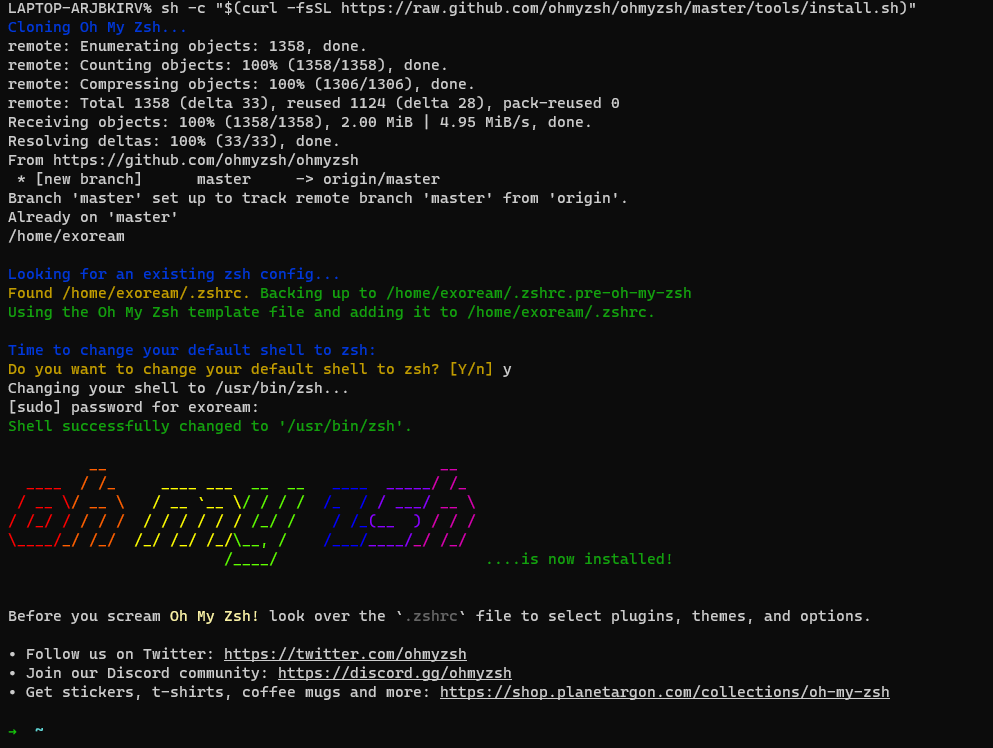 LAPTOP-ARJBKIRV% sh -c "$(curl -fsSL https://raw.github.com/ohmyzsh/ohmyzsh/master/tools/install.sh)"
Cloning Oh My Zsh...
remote: Enumerating objects: 1358, done.
remote: Counting objects: 100% (1358/1358), done.
remote: Compressing objects: 100% (1306/1306), done.
remote: Total 1358 (delta 33), reused 1124 (delta 28), pack-reused 0
Receiving objects: 100% (1358/1358), 2.00 MiB | 4.95 MiB/s, done.
Resolving deltas: 100% (33/33), done.
From https://github.com/ohmyzsh/ohmyzsh
 * [new branch]      master     -> origin/master
Branch 'master' set up to track remote branch 'master' from 'origin'.
Already on 'master'
/home/exoream
Looking for an existing zsh config...
Found /home/exoream/.zshrc. Backing up to /home/exoream/.zshrc.pre-oh-my-zsh
Using the Oh My Zsh template file and adding it to /home/exoream/.zshrc.
Time to change your default shell to zsh:
Do you want to change your default shell to zsh? [Y/n] y
Changing your shell to /usr/bin/zsh...
[sudo] password for exoream:
Shell successfully changed to '/usr/bin/zsh'.
oh my zsh
....is now installed!
Before you scream Oh My Zsh! look over the `.zshrc` file to select plugins, themes, and options.
• Follow us on Twitter: https://twitter.com/ohmyzsh
• Join our Discord community: https://discord.gg/ohmyzsh
• Get stickers, t-shirts, coffee mugs and more: https://shop.planetargon.com/collections/oh-my-zsh
→ ~